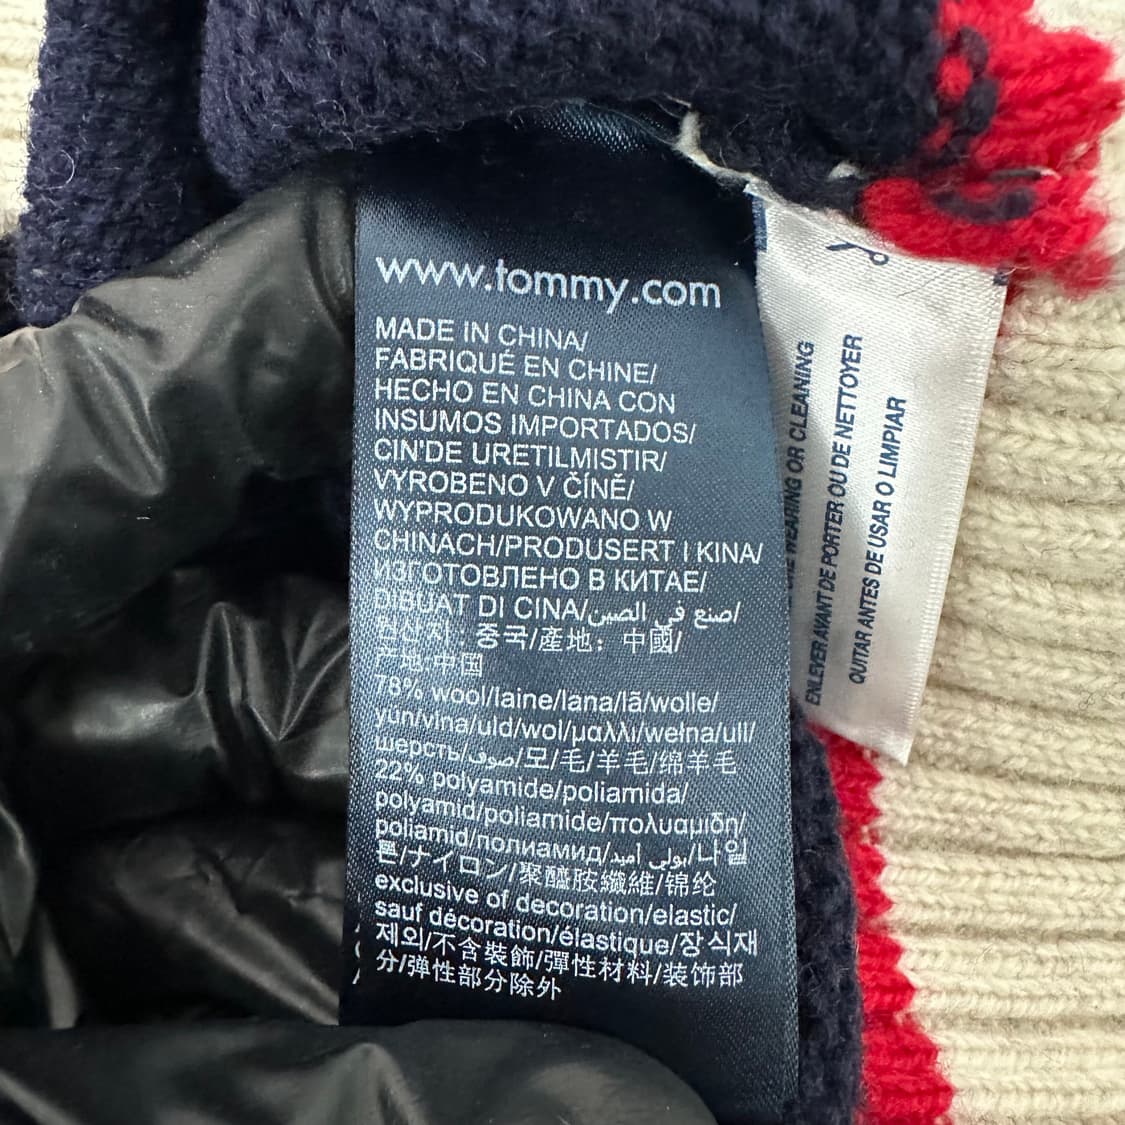 www.tommy.com
MADE IN CHINA/
FABRIQUÉ EN CHINE/
HECHO EN CHINA CON
INSUMOS IMPORTADOS/
CIN'DE URETILMISTIR/
VYROBENO V ČÍNĚ/
WYPRODUKOWANO W
CHINACH/PRODUSERT I KINA/
ИЗГОТОВЛЕНО В КИТАЕ/
DIBUAT DI CINA/صنع في الصين/
원산지 : 중국/產地：中國/
产地:中国
78% wool/laine/lana/lã/wolle/
yün/vlna/uld/wol/μαλλι/wełna/ull/
шерсть/صوف/모/毛/羊毛/绵羊毛
22% polyamide/poliamida/
polyamid/poliamide/πολυαμιδη/
poliamid/полиамид/بولي أميد/나일
론/ナイロン/聚醯胺纖維/锦纶
exclusive of decoration/elastic/
sauf décoration/élastique/장식재
제외/不含裝飾/彈性材料/装饰部
分/弹性部分除外
WEARING OR CLEANING
ENLEVER AVANT DE PORTER OU DE NETTOYER
QUITAR ANTES DE USAR O LIMPIAR